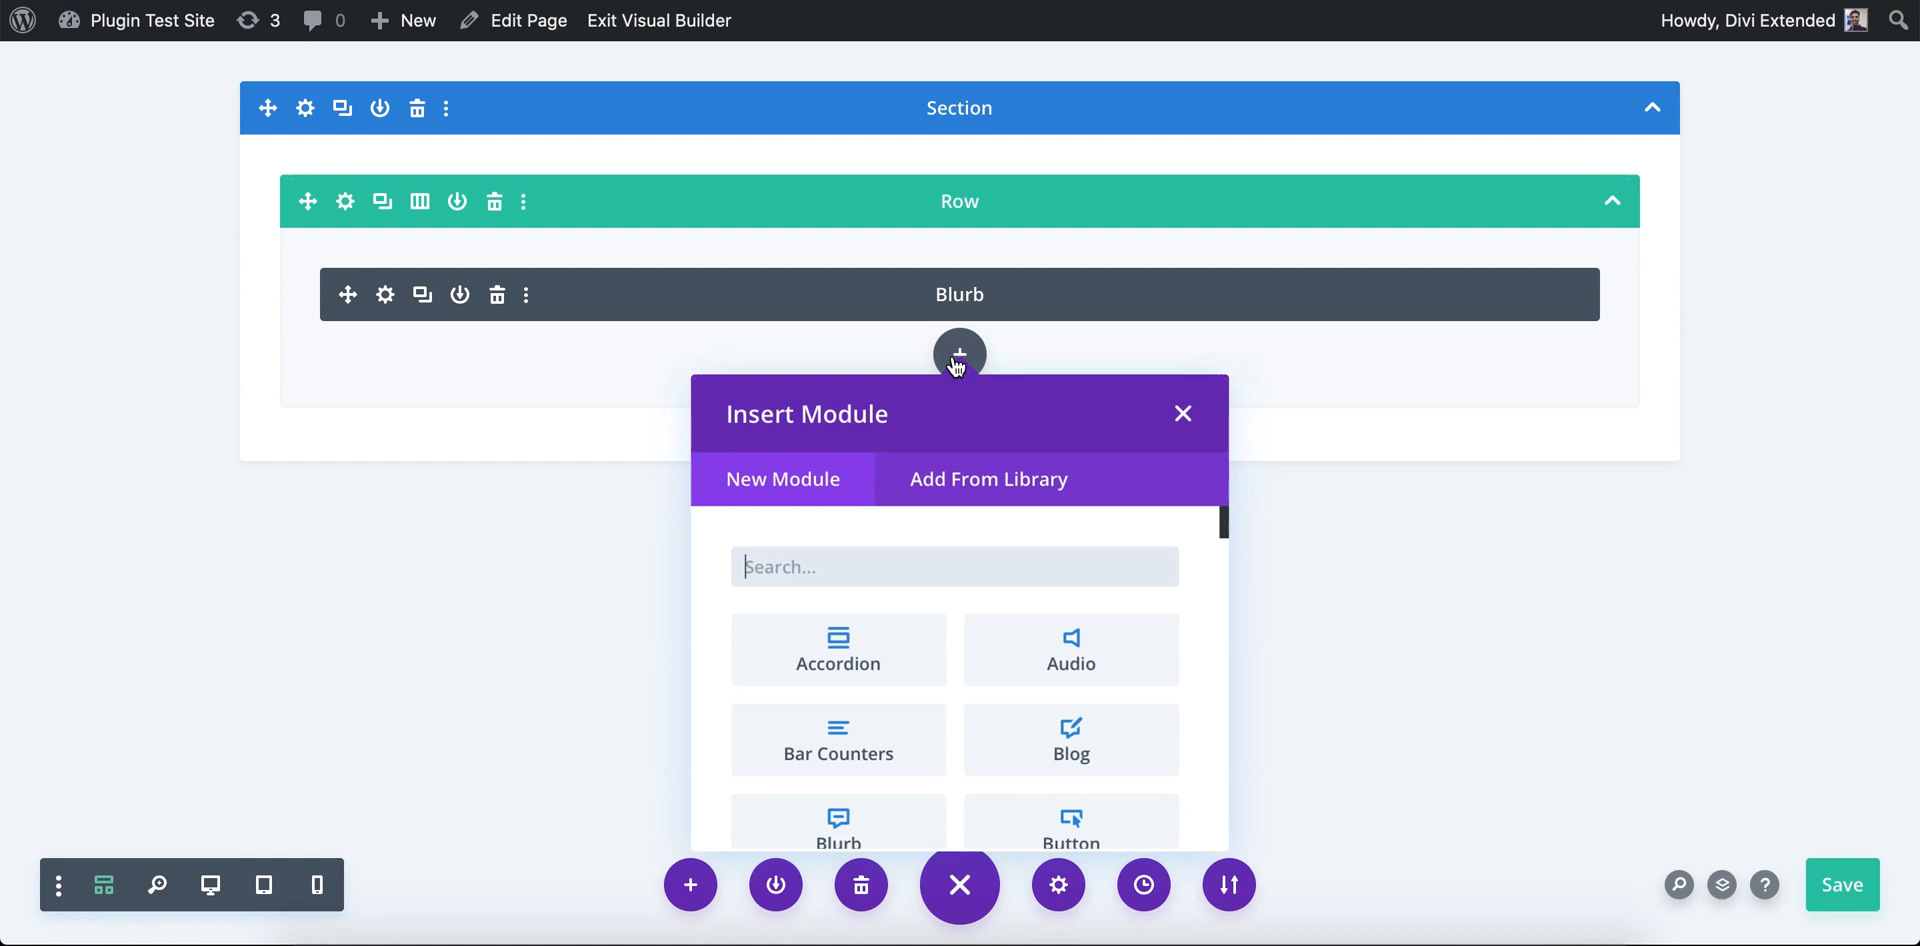 Plugin Test Site 3 0 New Edit Page Exit Visual Builder Howdy, Divi Extended
Section
Row
Blurb
Insert Module
New Module Add From Library
Search...
Accordion Audio
Bar Counters Blog
Blurb Button
? Save